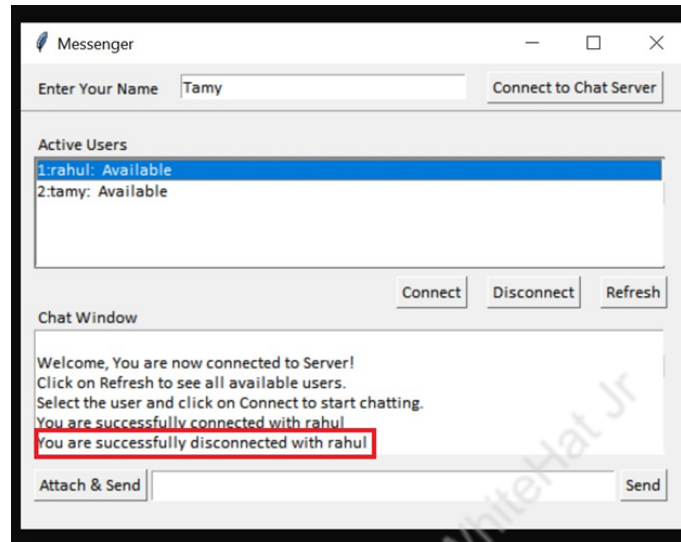 Messenger
Enter Your Name Tamy Connect to Chat Server
Active Users
1:rahul: Available
2:tamy: Available
Connect Disconnect Refresh
Chat Window
Welcome, You are now connected to Server!
Click on Refresh to see all available users.
Select the user and click on Connect to start chatting.
You are successfully connected with rahul
You are successfully disconnected with rahul
Attach & Send Send
WhiteHat Jr